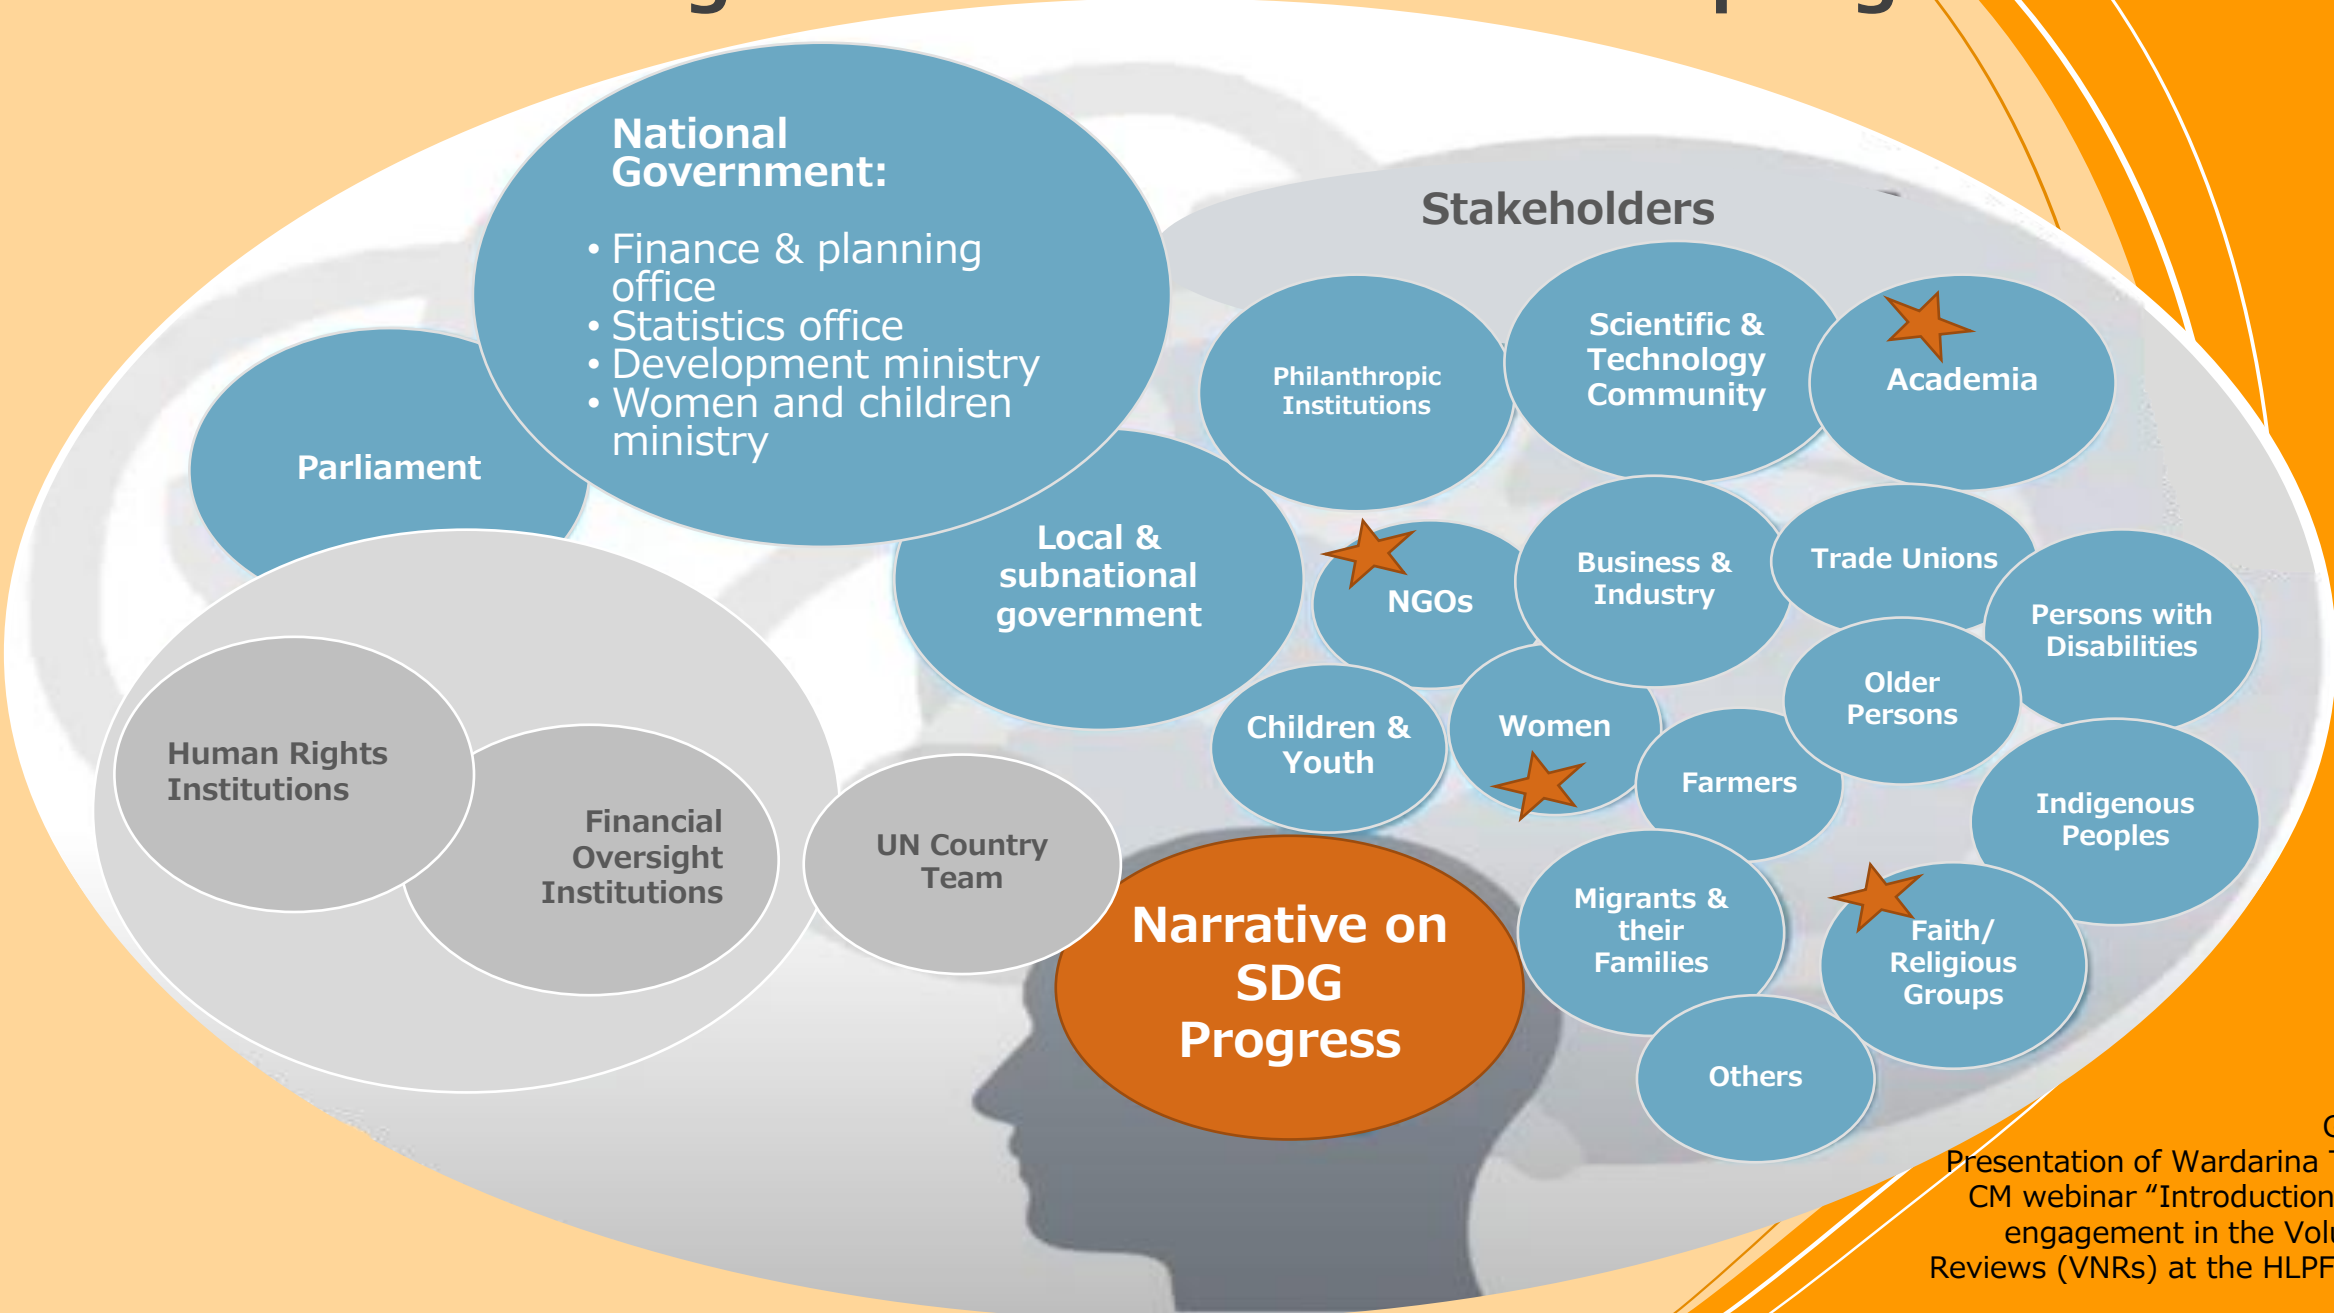 National
Government:
• Finance & planning
office
• Statistics office
• Development ministry
• Women and children
ministry
Parliament
Local &
subnational
government
Human Rights
Institutions
Financial
Oversight
Institutions
UN Country
Team
Stakeholders
Philanthropic
Institutions
Scientific &
Technology
Community
Academia
NGOs
Business &
Industry
Trade Unions
Persons with
Disabilities
Older
Persons
Children &
Youth
Women
Farmers
Indigenous
Peoples
Migrants &
their
Families
Faith/
Religious
Groups
Others
Narrative on
SDG
Progress
Presentation of Wardarina
CM webinar “Introduction
engagement in the
Reviews (VNRs) at the HLPF